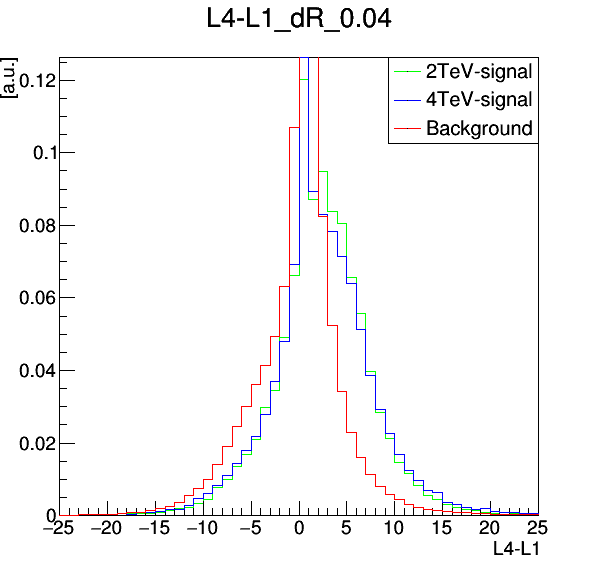 L4-L1_dR_0.04
[a.u.]
2TeV-signal
4TeV-signal
Background
0.12
0.1
0.08
0.06
0.04
0.02
0
−25 −20 −15 −10 −5 0 5 10 15 20 25
L4-L1